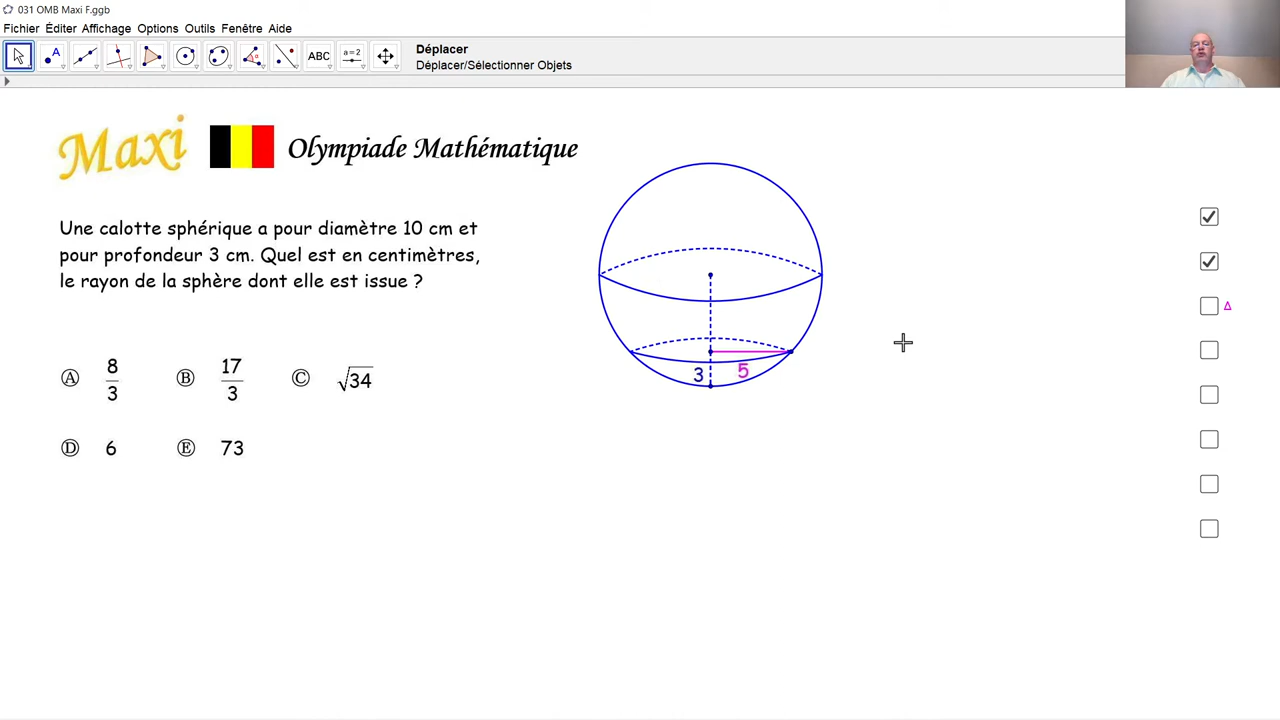 031 OMB Maxi F.ggb
Fichier Éditer Affichage Options Outils Fenêtre Aide
A
ABC
a=2
Déplacer
Déplacer/Sélectionner Objets
Maxi
Olympiade Mathématique
Une calotte sphérique a pour diamètre 10 cm et
pour profondeur 3 cm. Quel est en centimètres,
le rayon de la sphère dont elle est issue ?
Ⓐ 8/3 Ⓑ 17/3 Ⓒ √34
Ⓓ 6 Ⓔ 73
3 5
Δ